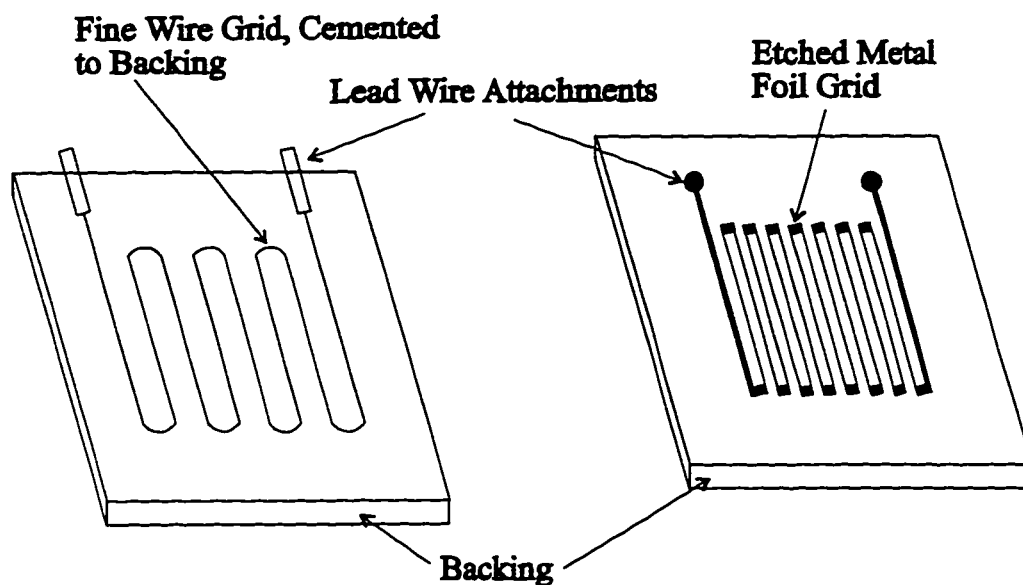 Fine Wire Grid, Cemented
to Backing
Lead Wire Attachments
Etched Metal
Foil Grid
Backing